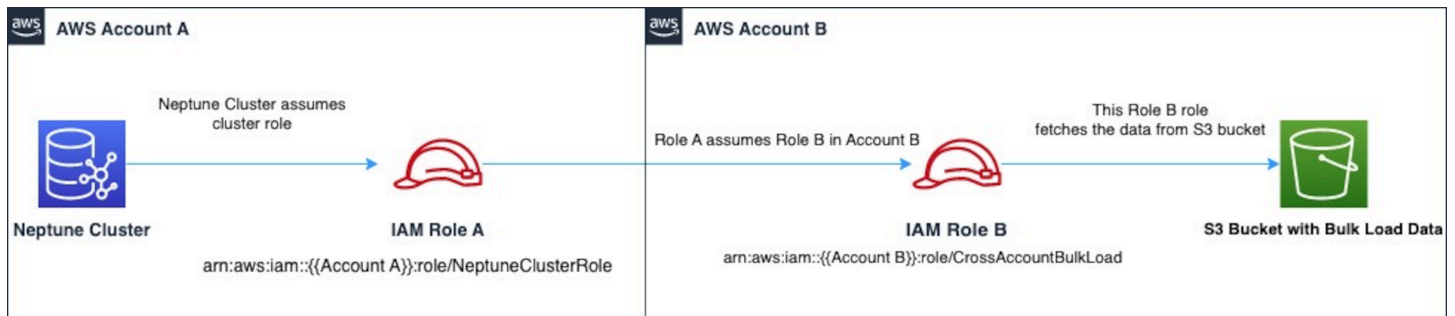 aws
AWS Account A
Neptune Cluster assumes
cluster role
Neptune Cluster
IAM Role A
arn:aws:iam::{{Account A}}:role/NeptuneClusterRole
aws
AWS Account B
Role A assumes Role B in Account B
This Role B role
fetches the data from S3 bucket
IAM Role B
arn:aws:iam::{{Account B}}:role/CrossAccountBulkLoad
S3 Bucket with Bulk Load Data